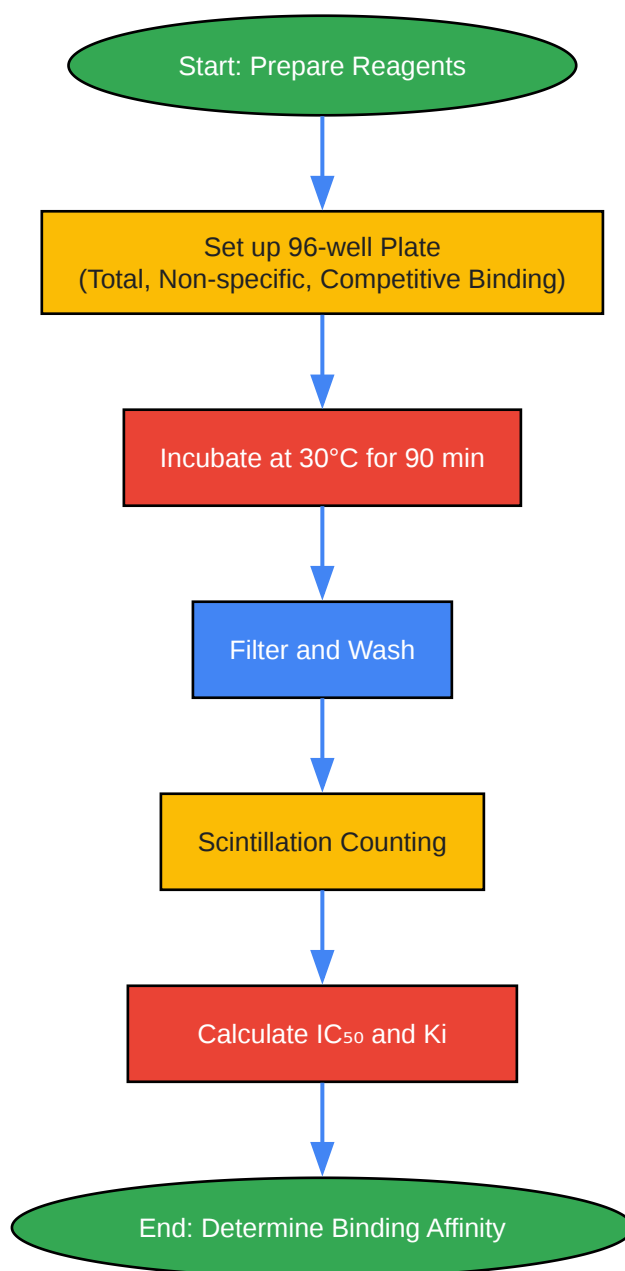 Start: Prepare Reagents
Set up 96-well Plate
(Total, Non-specific, Competitive Binding)
Incubate at 30°C for 90 min
Filter and Wash
Scintillation Counting
Calculate IC₅₀ and Ki
End: Determine Binding Affinity